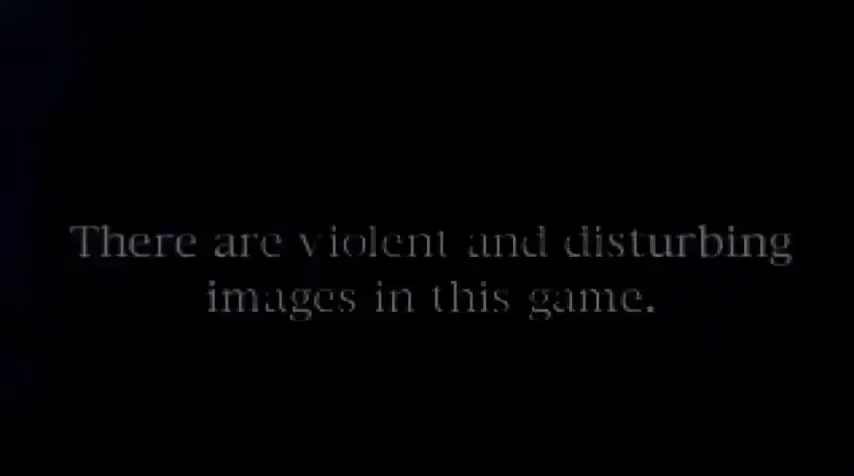 There are violent and disturbing
images in this game.